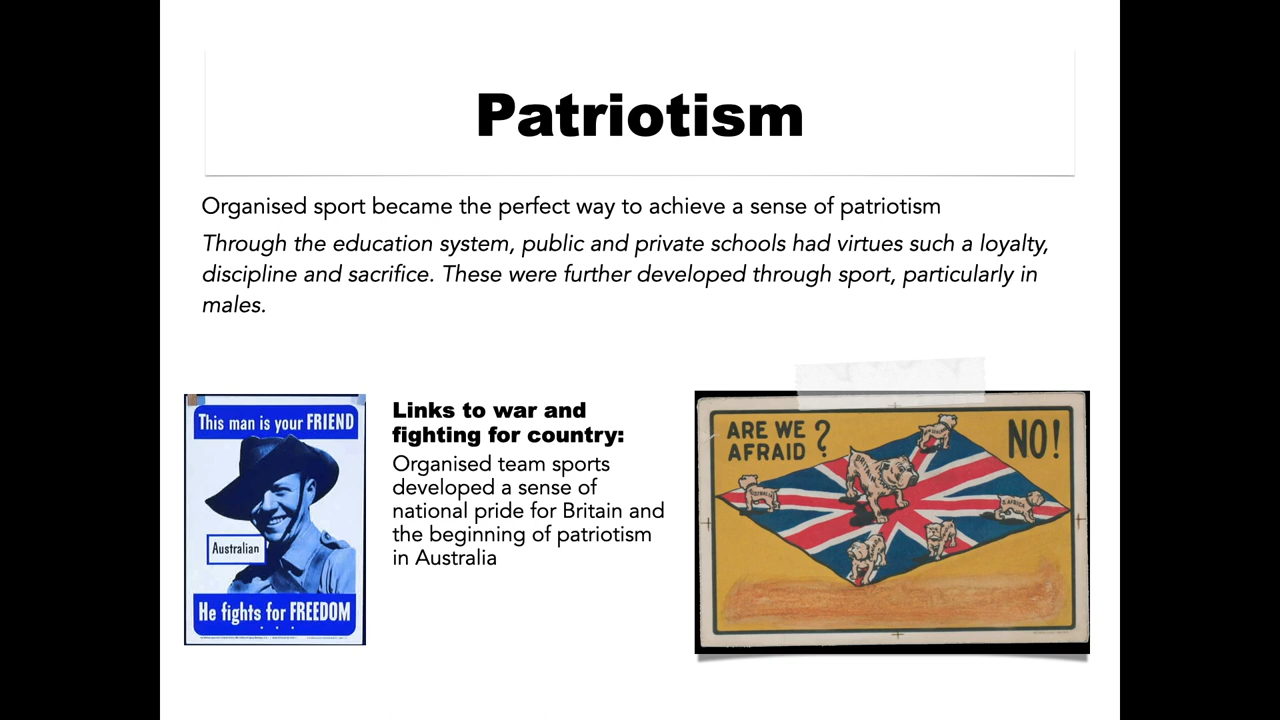 Patriotism
Organised sport became the perfect way to achieve a sense of patriotism
Through the education system, public and private schools had virtues such a loyalty,
discipline and sacrifice. These were further developed through sport, particularly in
males.
This man is your FRIEND
Australian
He fights for FREEDOM
Links to war and
fighting for country:
Organised team sports
developed a sense of
national pride for Britain and
the beginning of patriotism
in Australia
ARE WE
AFRAID?
NO!